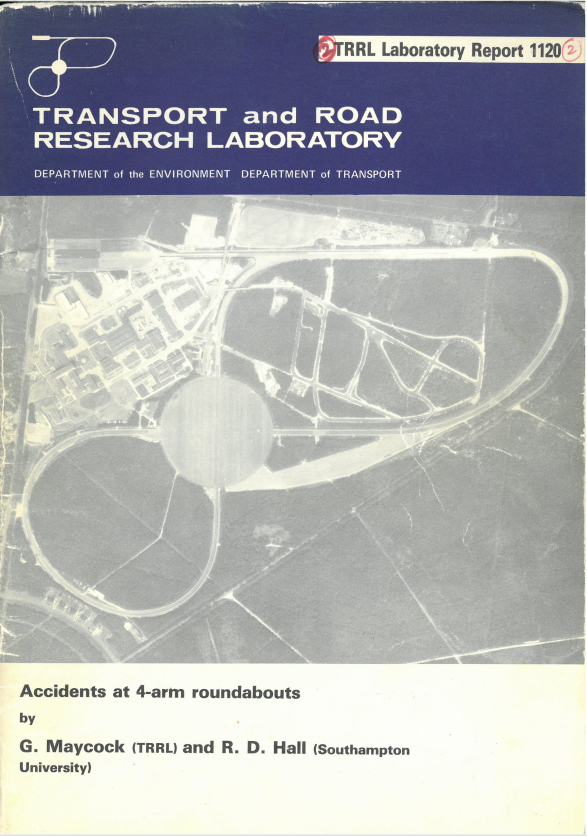 2 TRRL Laboratory Report 1120 2
TRANSPORT and ROAD
RESEARCH LABORATORY
DEPARTMENT of the ENVIRONMENT DEPARTMENT of TRANSPORT
Accidents at 4-arm roundabouts
by
G. Maycock (TRRL) and R. D. Hall (Southampton
University)